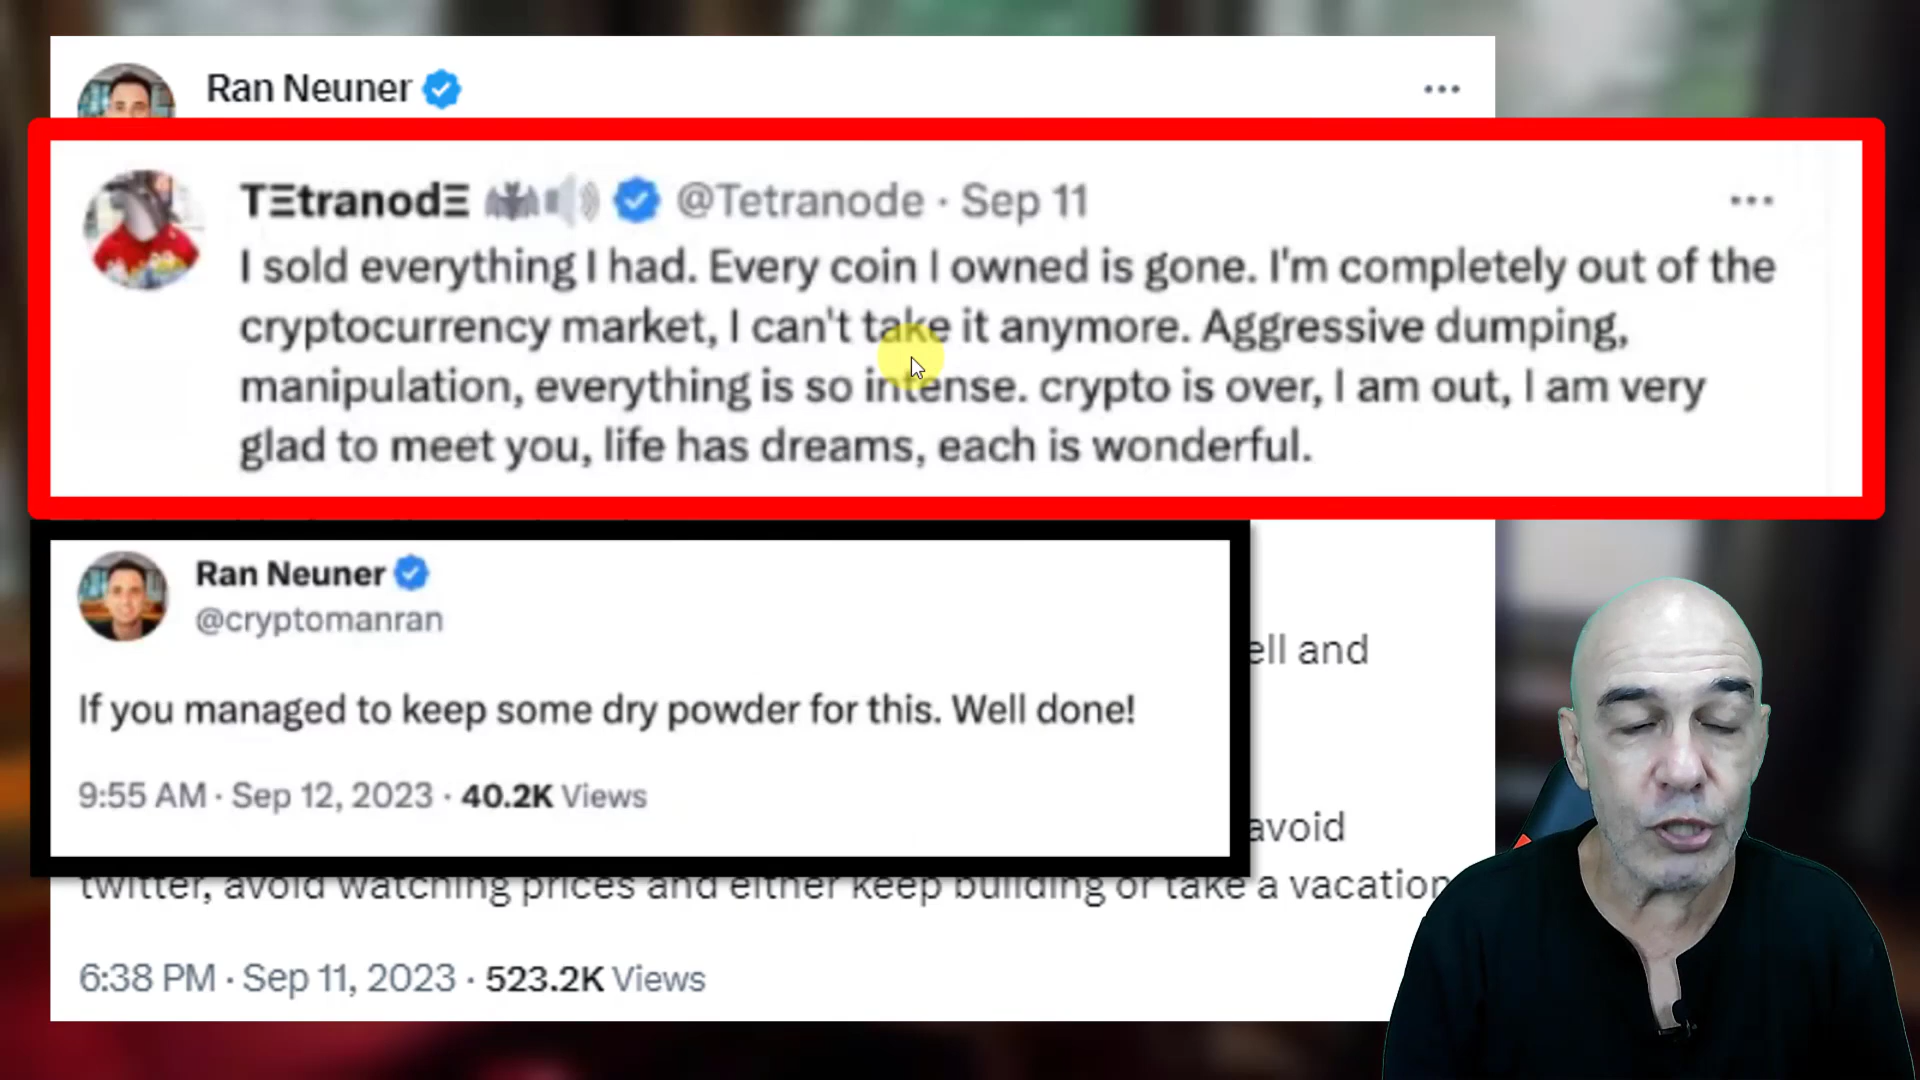 Ran Neuner
TΞtranodΞ @Tetranode · Sep 11
I sold everything I had. Every coin I owned is gone. I'm completely out of the
cryptocurrency market, I can't take it anymore. Aggressive dumping,
manipulation, everything is so intense. crypto is over, I am out, I am very
glad to meet you, life has dreams, each is wonderful.
Ran Neuner
@cryptomanran
ell and
If you managed to keep some dry powder for this. Well done!
9:55 AM · Sep 12, 2023 · 40.2K Views
avoid
twitter, avoid watching prices and either keep building or take a vacation
6:38 PM · Sep 11, 2023 · 523.2K Views